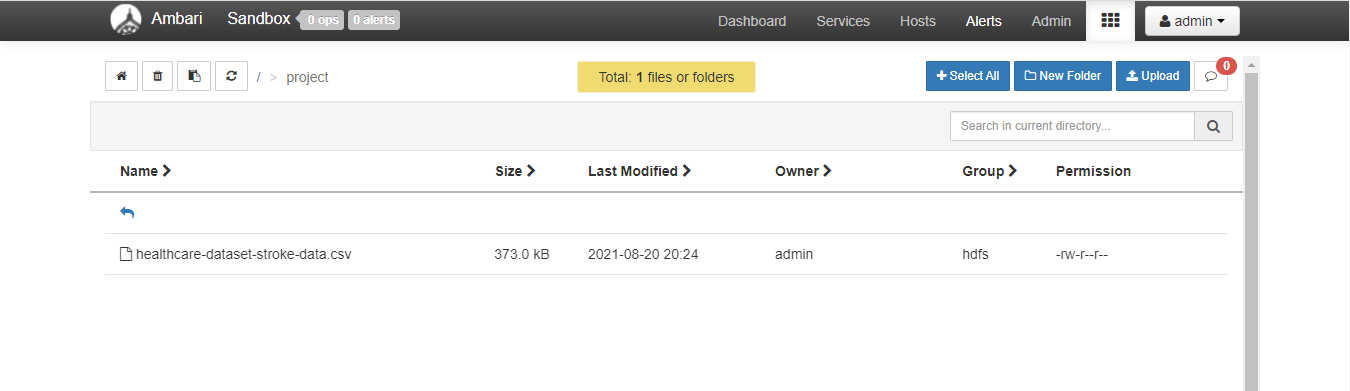 Ambari Sandbox 0 ops 0 alerts Dashboard Services Hosts Alerts Admin admin
/ > project Total: 1 files or folders Select All New Folder Upload 0
Search in current directory...
Name Size Last Modified Owner Group Permission
healthcare-dataset-stroke-data.csv 373.0 kB 2021-08-20 20:24 admin hdfs -rw-r--r--